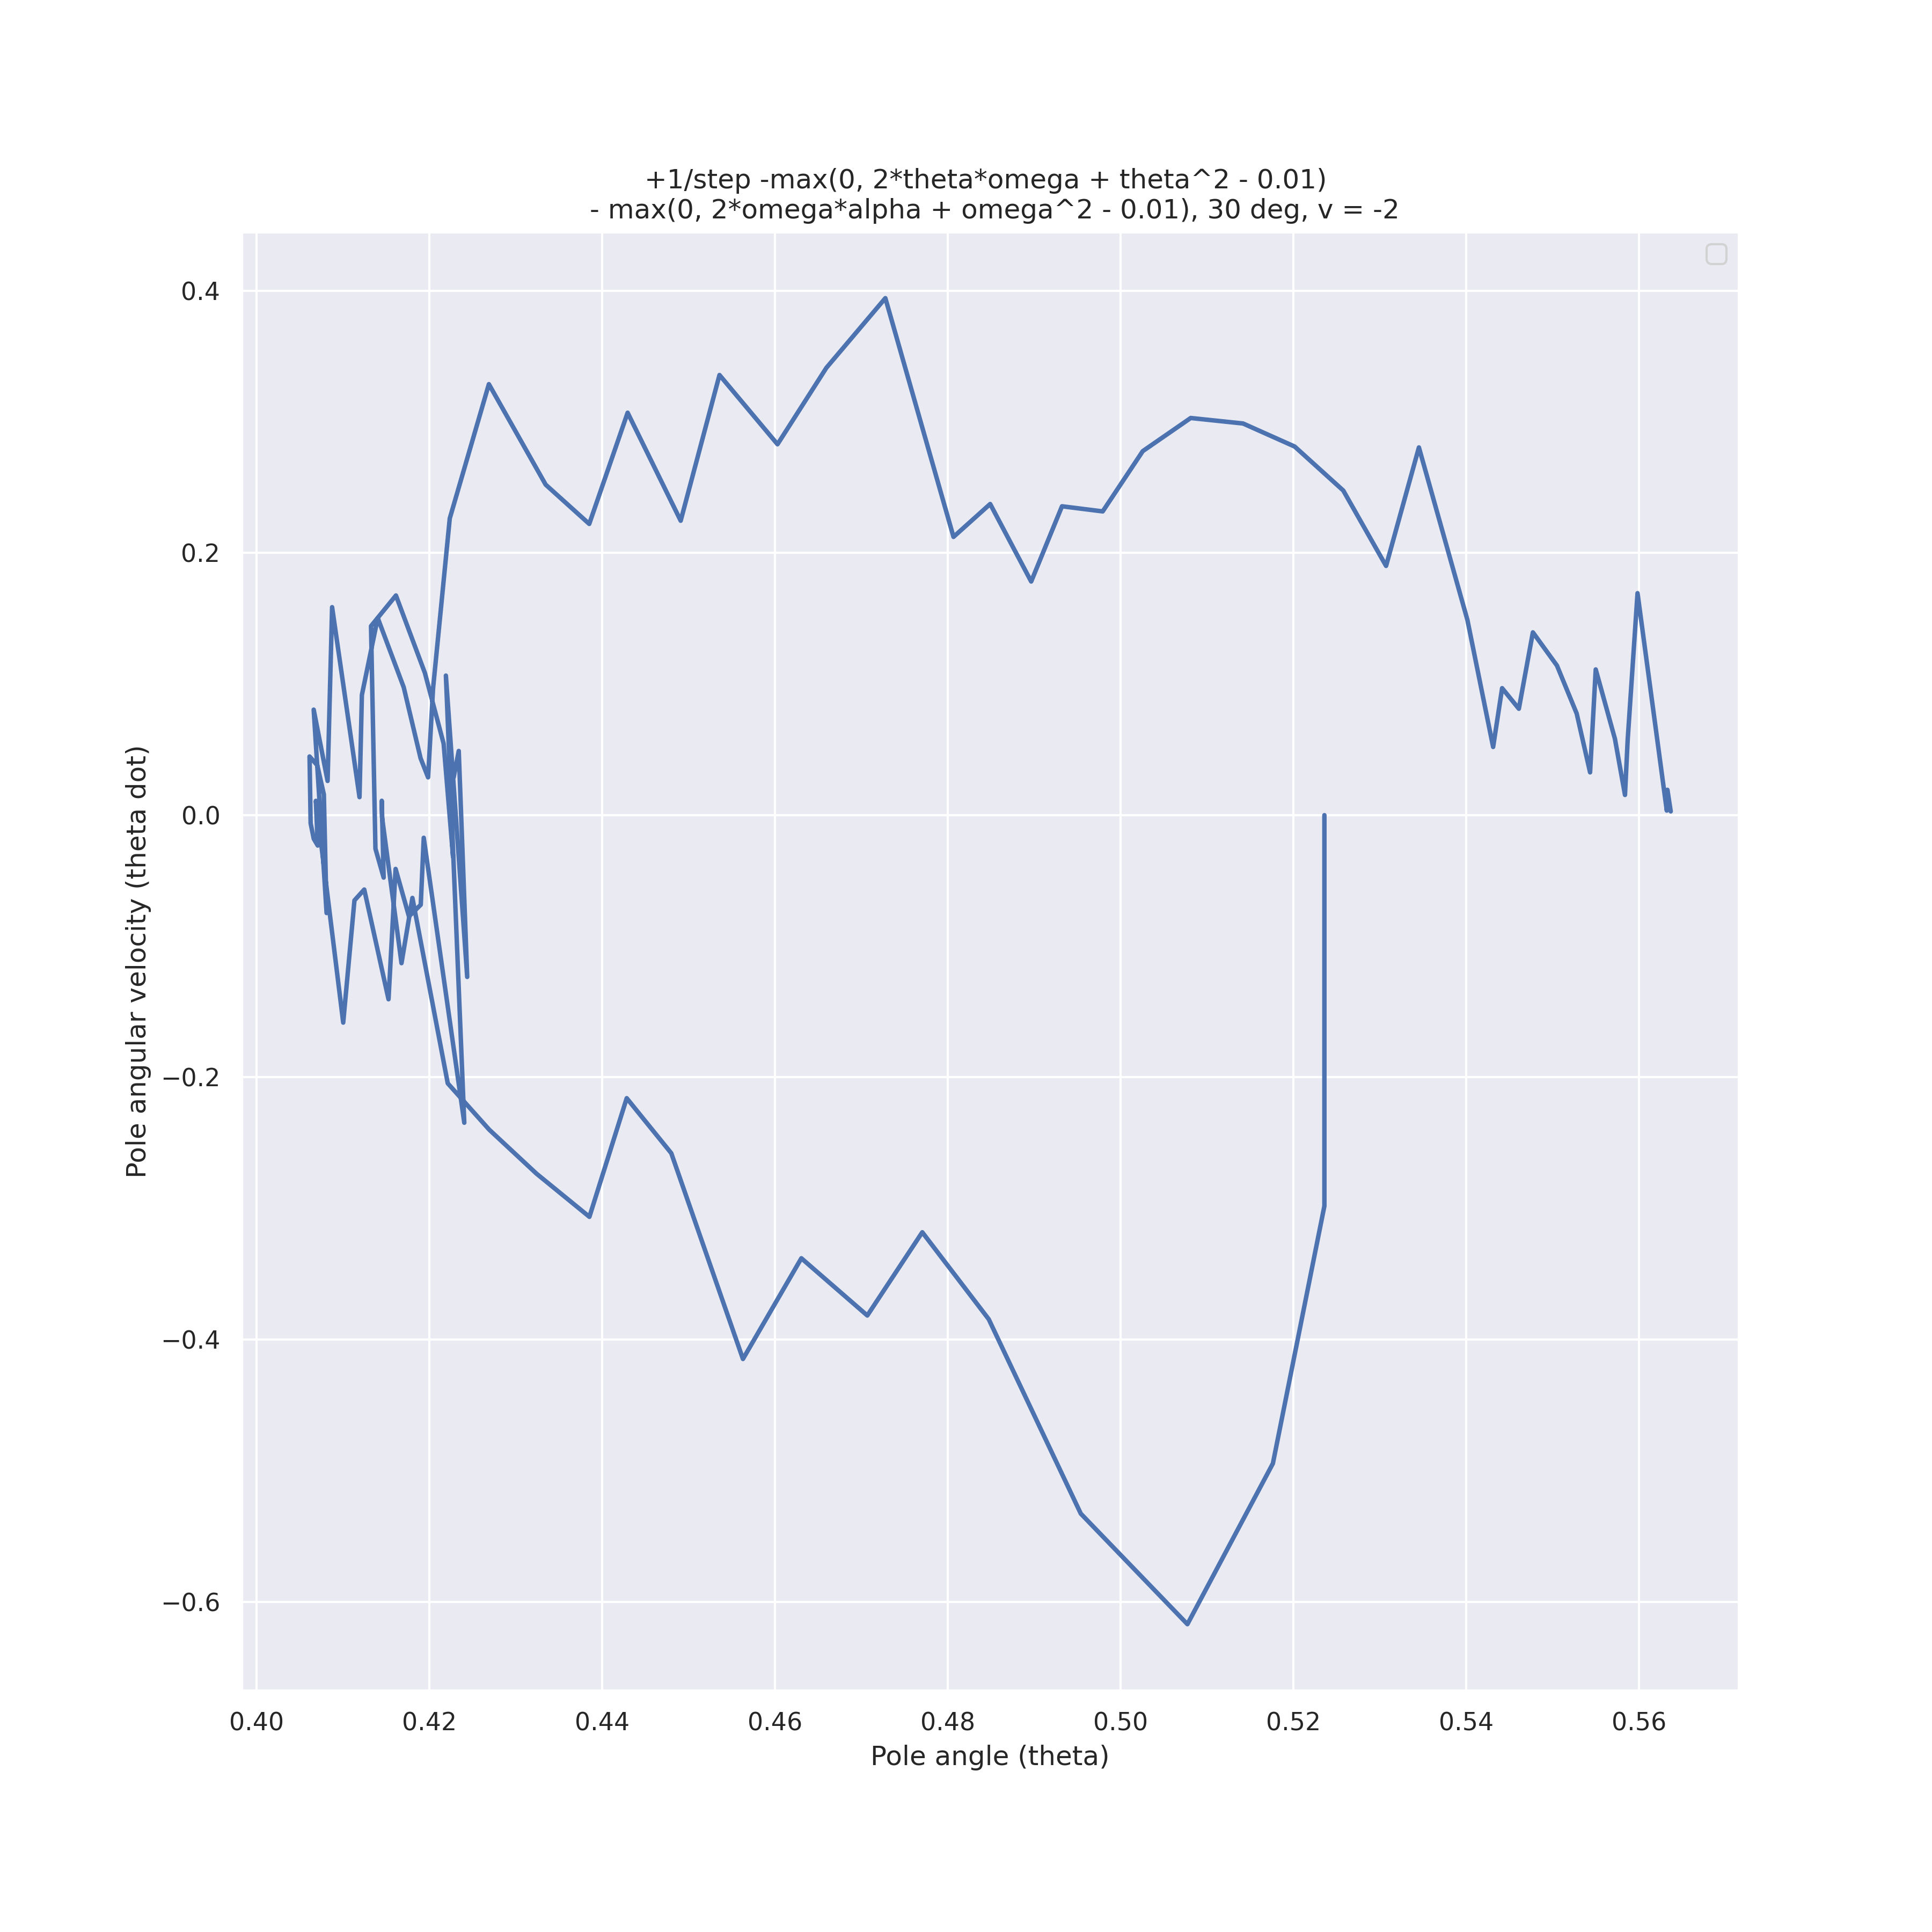 +1/step -max(0, 2*theta*omega + theta^2 - 0.01)
- max(0, 2*omega*alpha + omega^2 - 0.01), 30 deg, v = -2
0.4
0.2
0.0
−0.2
−0.4
−0.6
Pole angular velocity (theta dot)
0.40 0.42 0.44 0.46 0.48 0.50 0.52 0.54 0.56
Pole angle (theta)